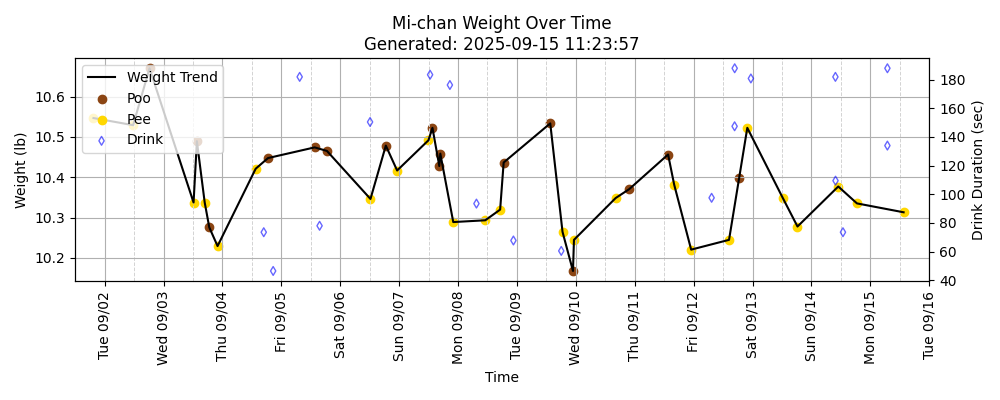 Mi-chan Weight Over Time
Generated: 2025-09-15 11:23:57
Weight Trend
Poo
Pee
Drink
Weight (lb)
10.6
10.5
10.4
10.3
10.2
Drink Duration (sec)
180
160
140
120
100
80
60
40
Tue 09/02
Wed 09/03
Thu 09/04
Fri 09/05
Sat 09/06
Sun 09/07
Mon 09/08
Tue 09/09
Wed 09/10
Thu 09/11
Fri 09/12
Sat 09/13
Sun 09/14
Mon 09/15
Tue 09/16
Time